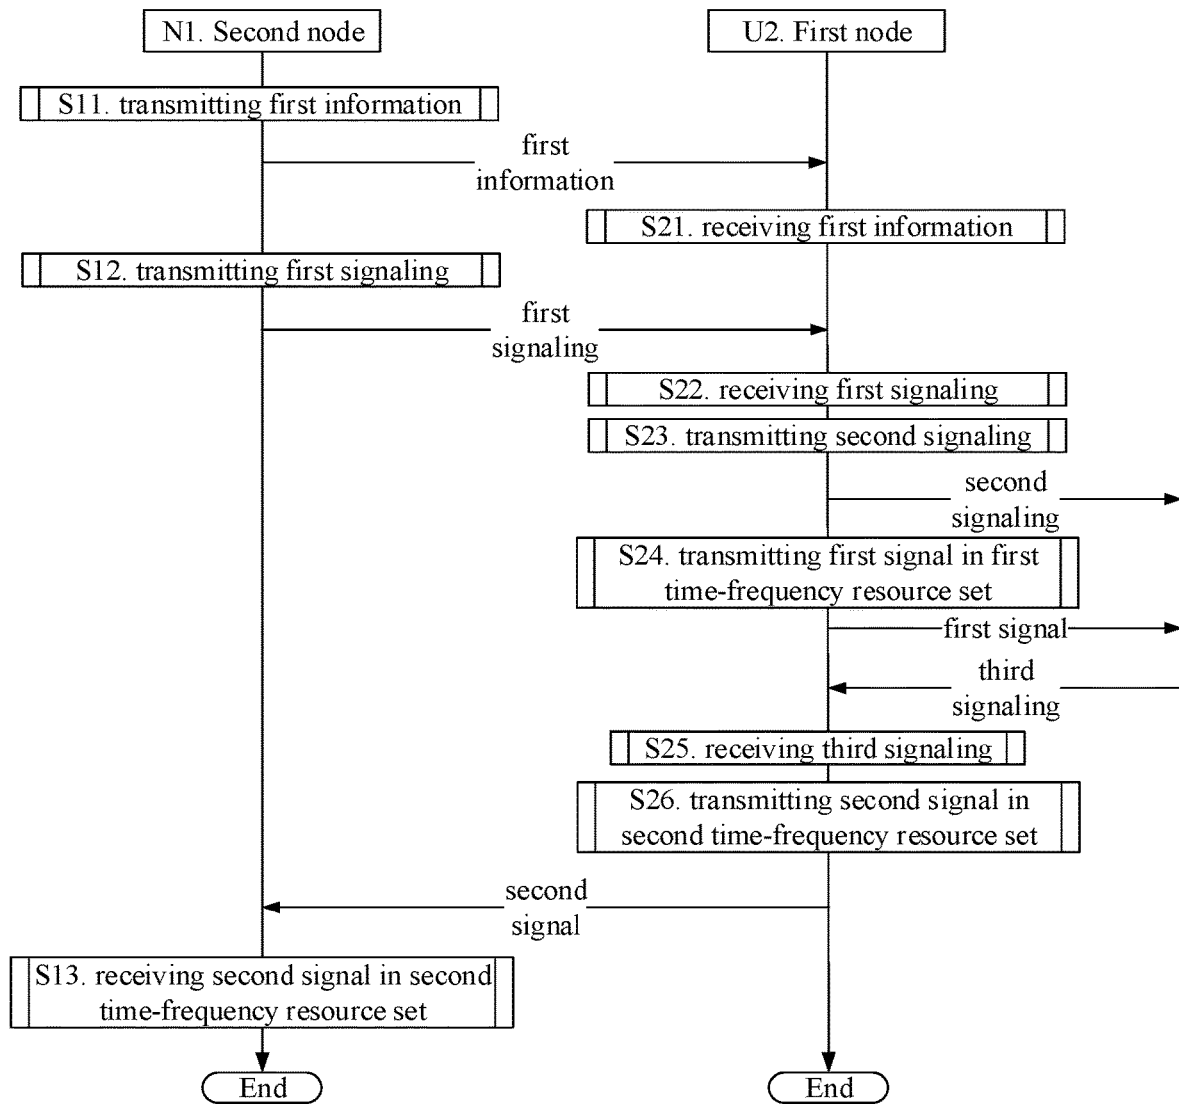 N1. Second node
U2. First node
S11. transmitting first information
first
information
S21. receiving first information
S12. transmitting first signaling
first
signaling
S22. receiving first signaling
S23. transmitting second signaling
second
signaling
S24. transmitting first signal in first
time-frequency resource set
first signal
third
signaling
S25. receiving third signaling
S26. transmitting second signal in
second time-frequency resource set
second
signal
S13. receiving second signal in second
time-frequency resource set
End
End